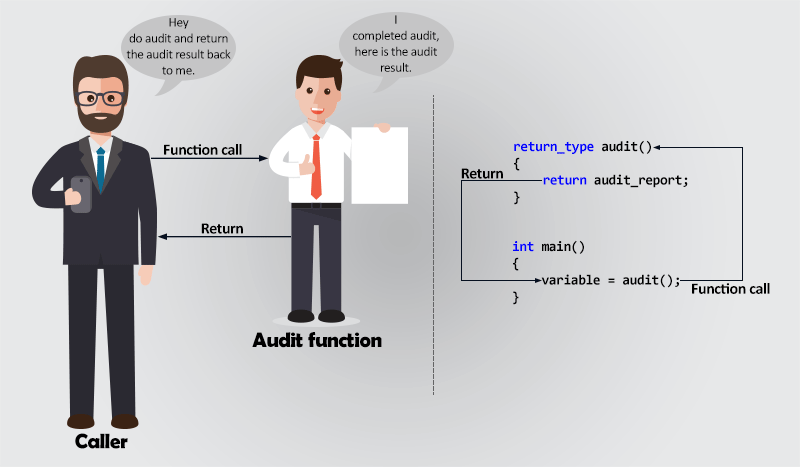 Hey
do audit and return
the audit result back
to me.
I
completed audit,
here is the audit
result.
Function call
Return
Audit function
Caller
return_type audit()
{
Return
return audit_report;
}
int main()
{
variable = audit();
Function call
}